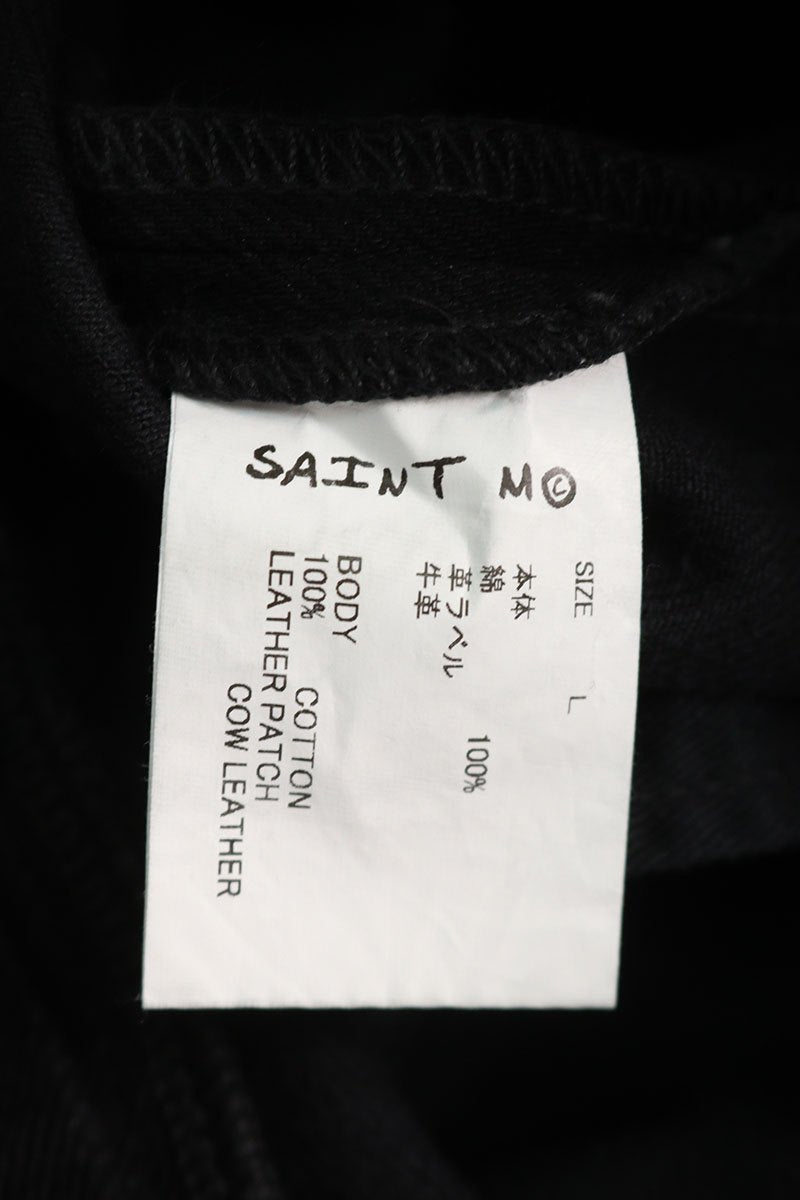 SAINT M©
SIZE L
本体
綿 100%
革ラベル
牛革
BODY
100% COTTON
LEATHER PATCH
COW LEATHER